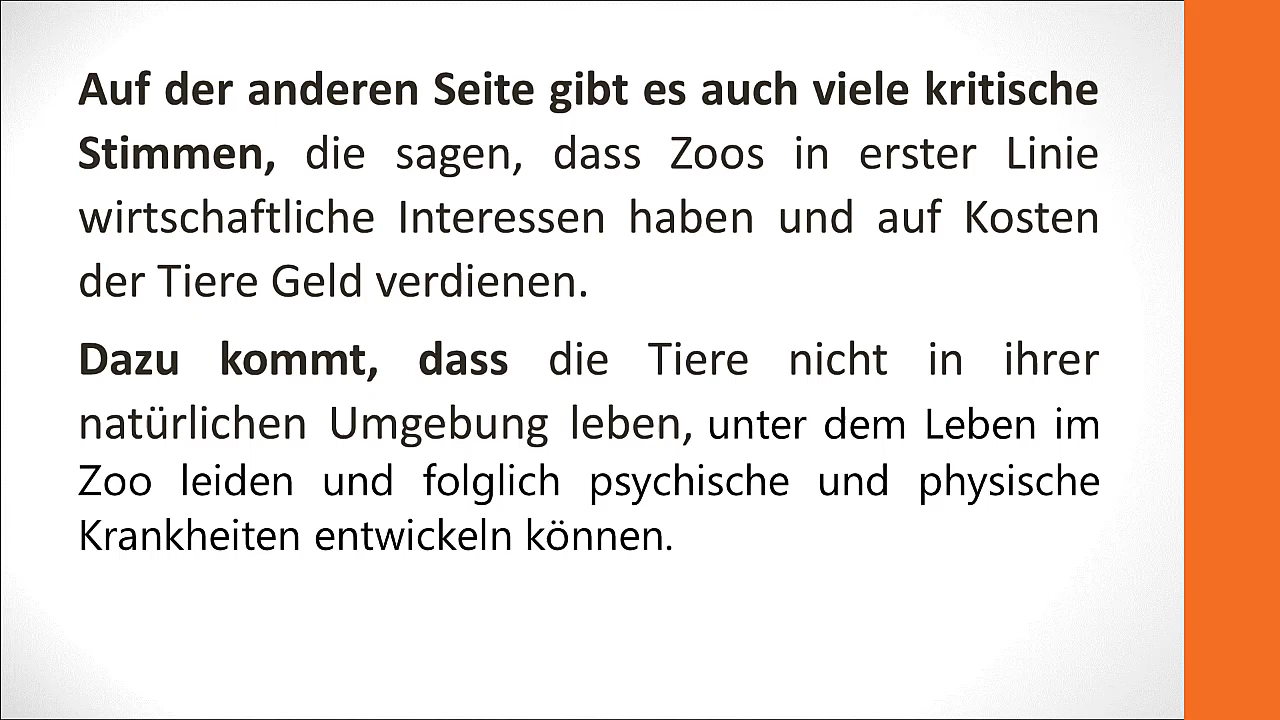 Auf der anderen Seite gibt es auch viele kritische
Stimmen, die sagen, dass Zoos in erster Linie
wirtschaftliche Interessen haben und auf Kosten
der Tiere Geld verdienen.
Dazu kommt, dass die Tiere nicht in ihrer
natürlichen Umgebung leben, unter dem Leben im
Zoo leiden und folglich psychische und physische
Krankheiten entwickeln können.